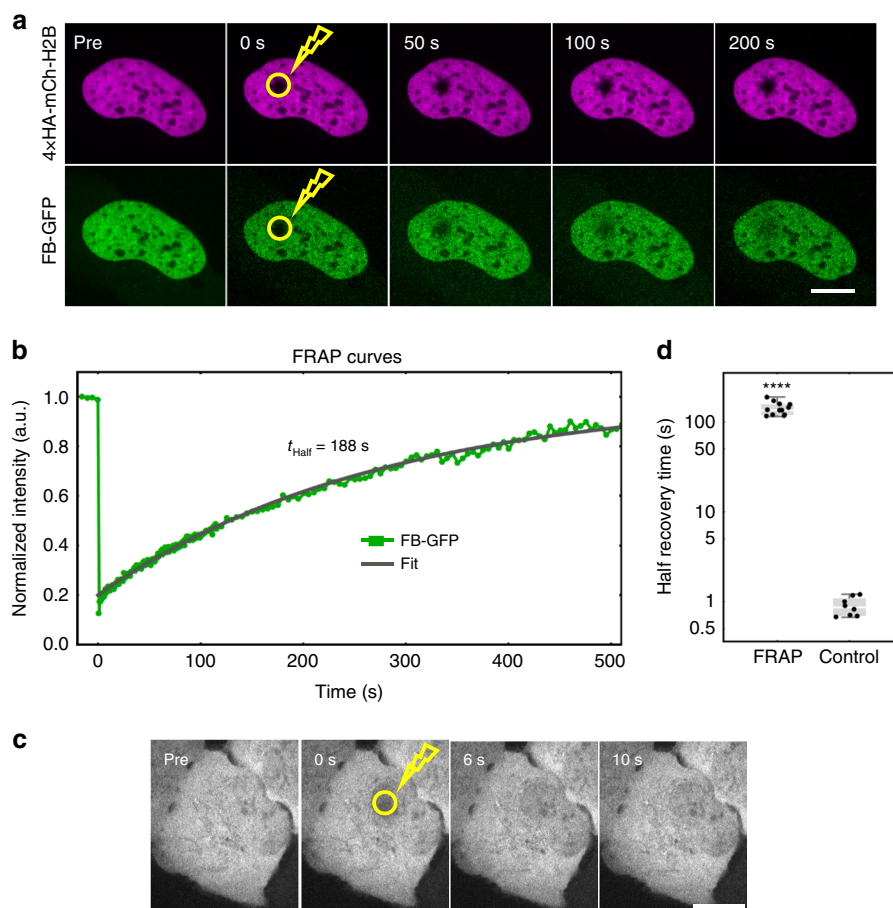 a
Pre
0 s
50 s
100 s
200 s
4×HA-mCh-H2B
FB-GFP
b
FRAP curves
Normalized intensity (a.u.)
1.0
0.8
0.6
0.4
0.2
0.0
t_Half = 188 s
FB-GFP
Fit
0
100
200
300
400
500
Time (s)
d
Half recovery time (s)
100
50
10
5
1
0.5
****
FRAP
Control
c
Pre
0 s
6 s
10 s